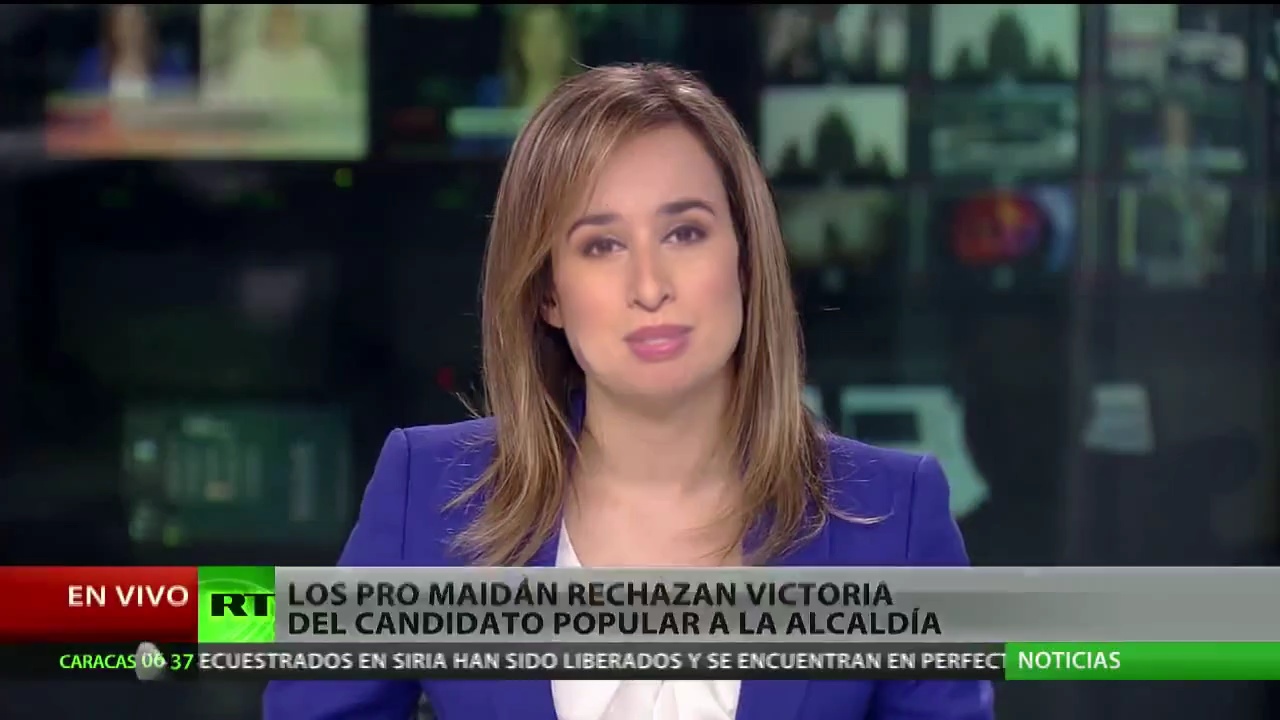 EN VIVO
RT
LOS PRO MAIDÁN RECHAZAN VICTORIA
DEL CANDIDATO POPULAR A LA ALCALDÍA
CARACAS 06 37
ECUESTRADOS EN SIRIA HAN SIDO LIBERADOS Y SE ENCUENTRAN EN PERFECT
NOTICIAS